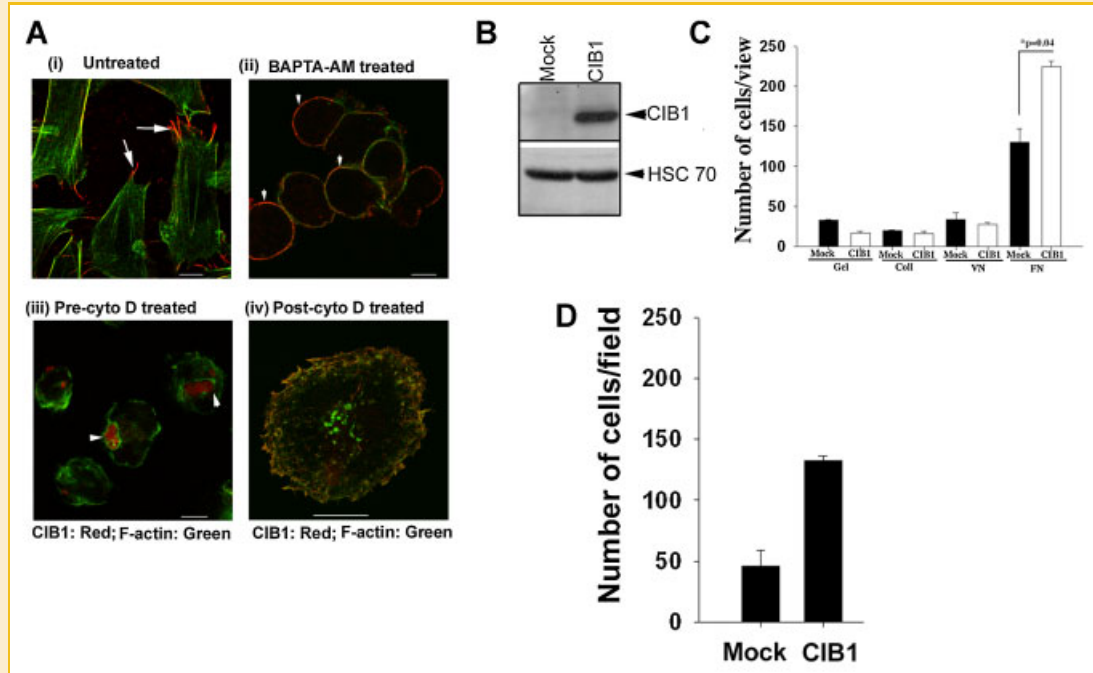 A
(i) Untreated
(ii) BAPTA-AM treated
(iii) Pre-cyto D treated
(iv) Post-cyto D treated
CIB1: Red; F-actin: Green
CIB1: Red; F-actin: Green
B
Mock
CIB1
CIB1
HSC 70
C
Number of cells/view
250
200
150
100
50
0
*p=0.04
Mock CIB1 Mock CIB1 Mock CIB1 Mock CIB1
Gel Coll VN FN
D
Number of cells/field
250
200
150
100
50
0
Mock CIB1